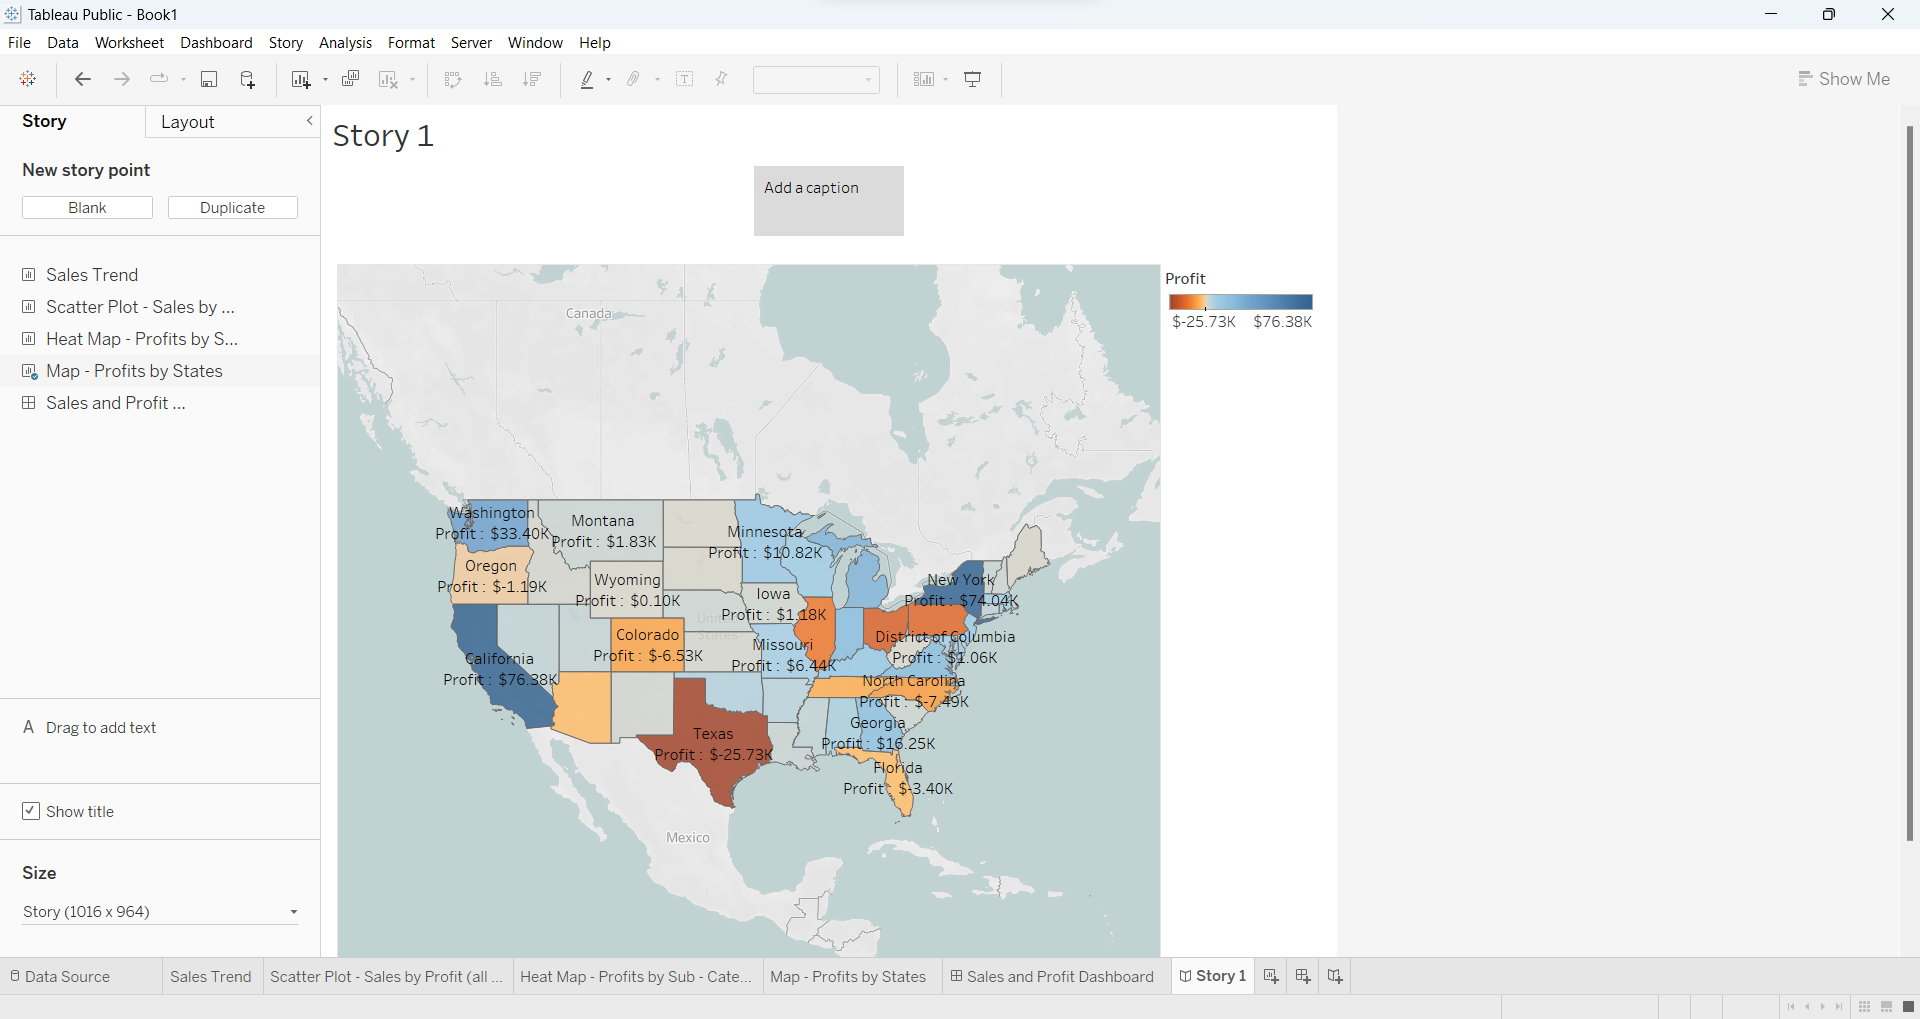 Tableau Public - Book1
File Data Worksheet Dashboard Story Analysis Format Server Window Help
Show Me
Story Layout
New story point
Blank Duplicate
Sales Trend
Scatter Plot - Sales by ...
Heat Map - Profits by S...
Map - Profits by States
Sales and Profit ...
A Drag to add text
Show title
Size
Story (1016 x 964)
Story 1
Add a caption
Profit
$-25.73K $76.38K
Canada
Washington
Profit : $33.40K
Montana
Profit : $1.83K
Minnesota
Profit : $10.82K
Oregon
Profit : $-1.19K
Wyoming
Profit : $0.10K
Iowa
Profit : $1.18K
New York
Profit : $74.04K
United
States
Colorado
Profit : $-6.53K
Missouri
Profit : $6.44K
District of Columbia
Profit : $1.06K
California
Profit : $76.38K
North Carolina
Profit : $-7.49K
Georgia
Profit : $16.25K
Texas
Profit : $-25.73K
Florida
Profit : $-3.40K
Mexico
Data Source Sales Trend Scatter Plot - Sales by Profit (all ... Heat Map - Profits by Sub - Cate... Map - Profits by States Sales and Profit Dashboard Story 1